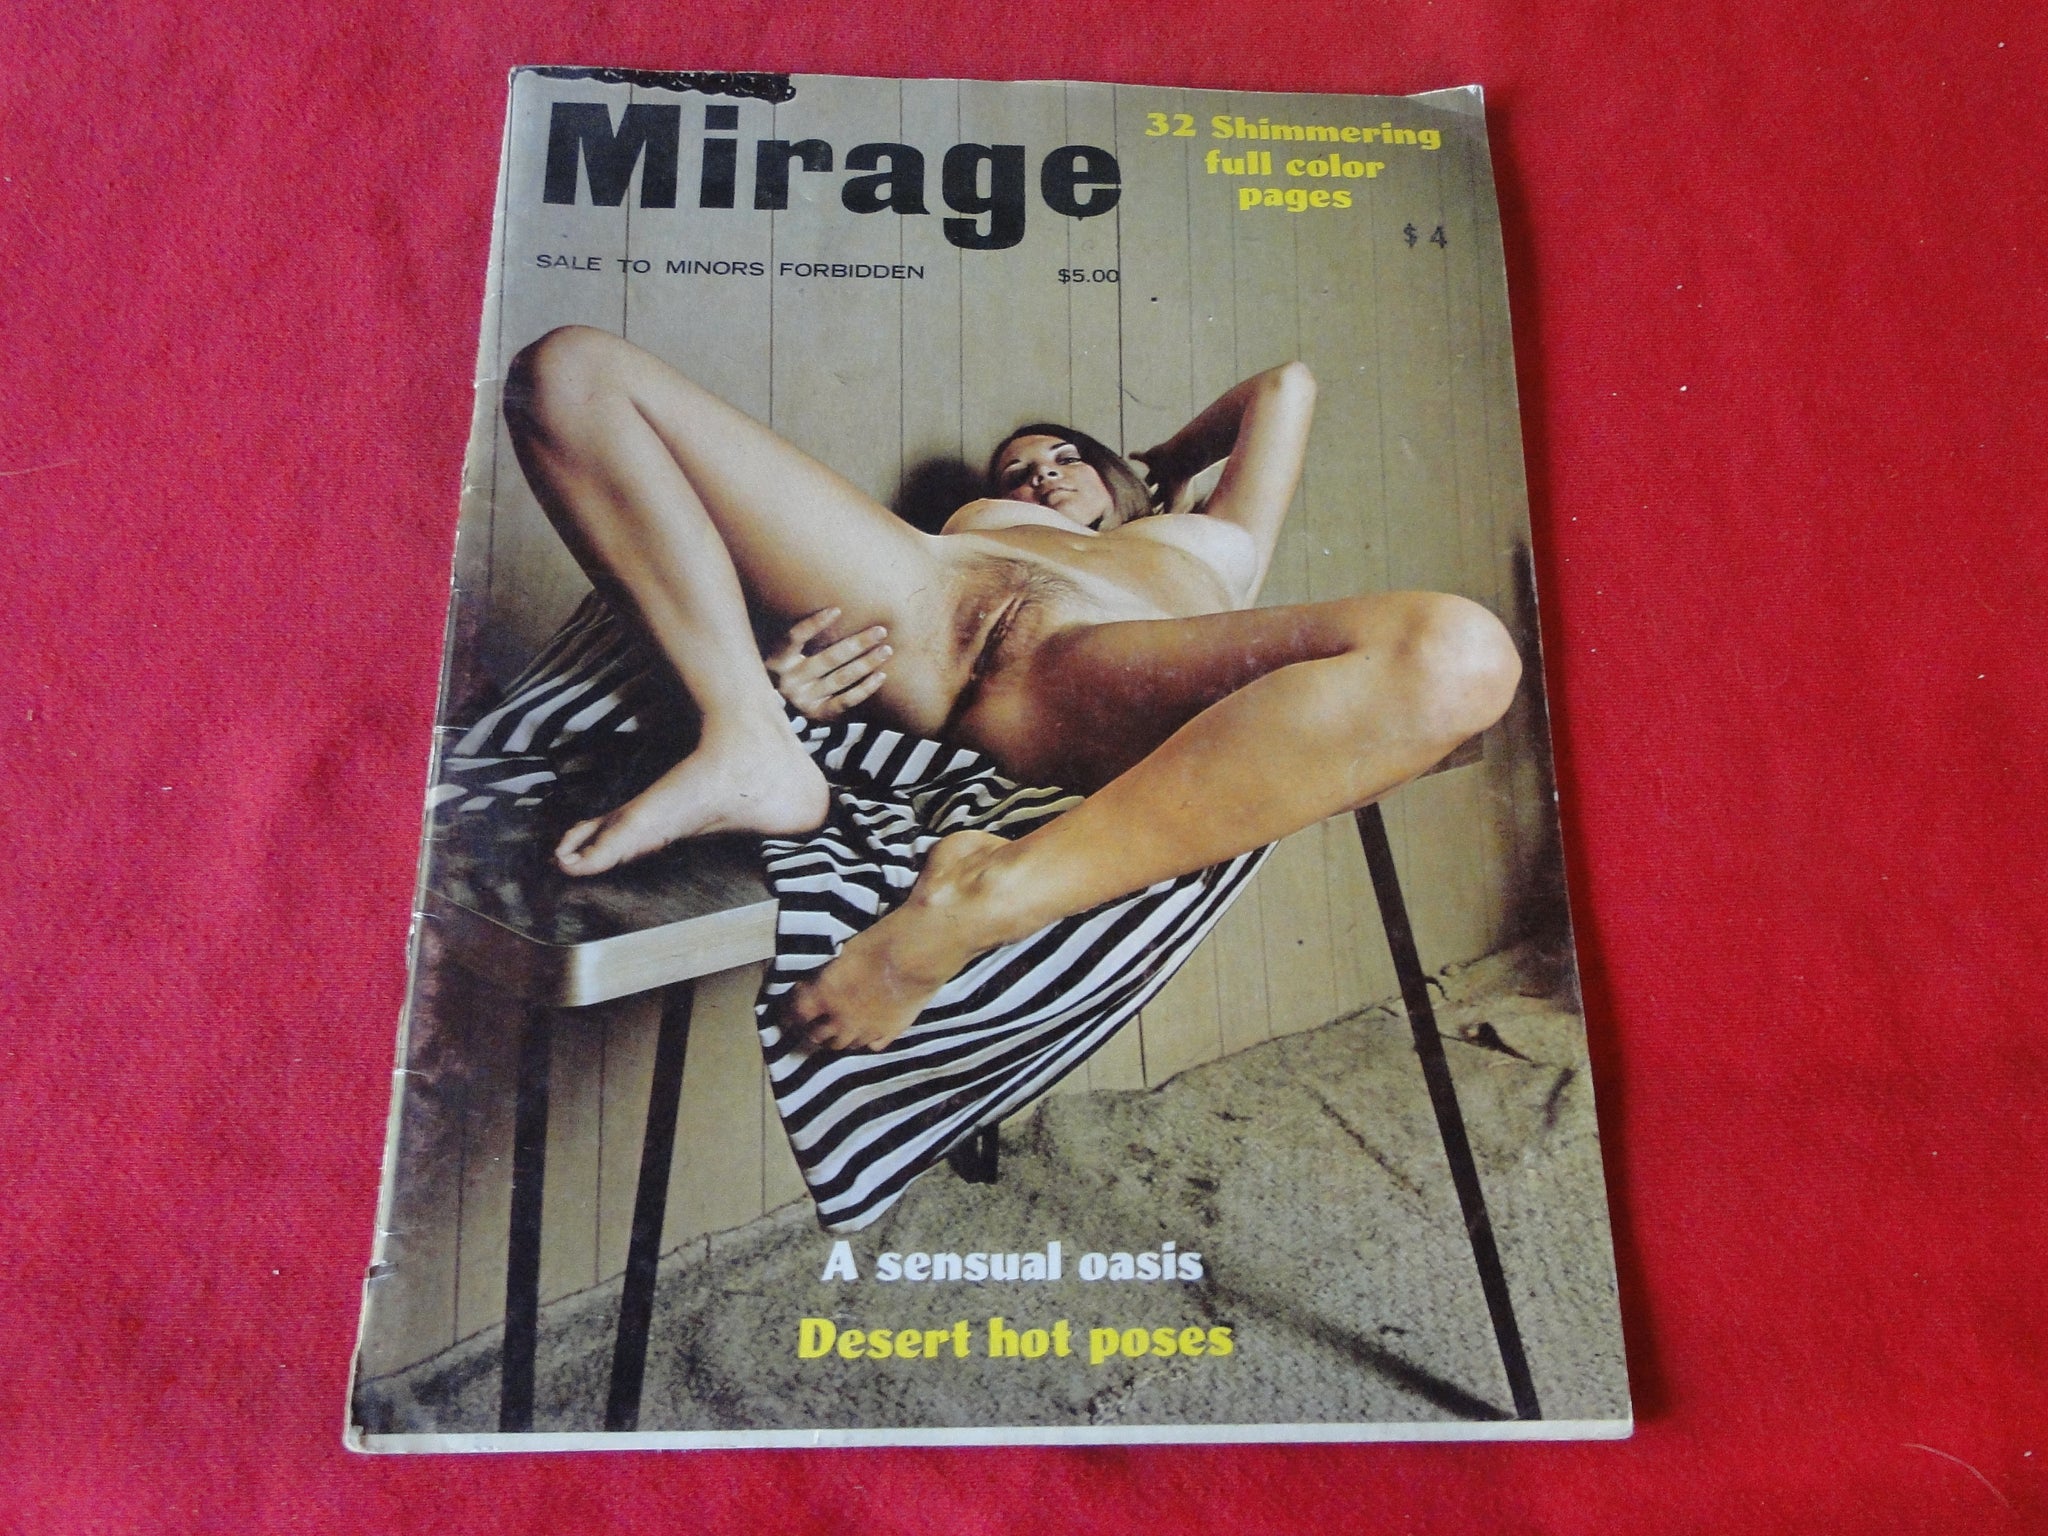 Mirage
32 Shimmering
full color
pages
$4
SALE TO MINORS FORBIDDEN $5.00
A sensual oasis
Desert hot poses